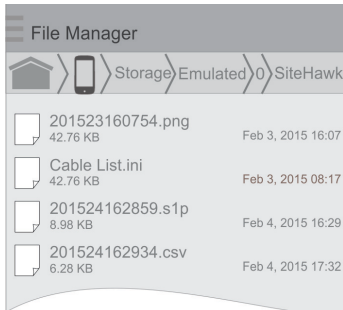 File Manager
Storage Emulated 0 SiteHawk
201523160754.png
42.76 KB Feb 3, 2015 16:07
Cable List.ini
42.76 KB Feb 3, 2015 08:17
201524162859.s1p
8.98 KB Feb 4, 2015 16:29
201524162934.csv
6.28 KB Feb 4, 2015 17:32